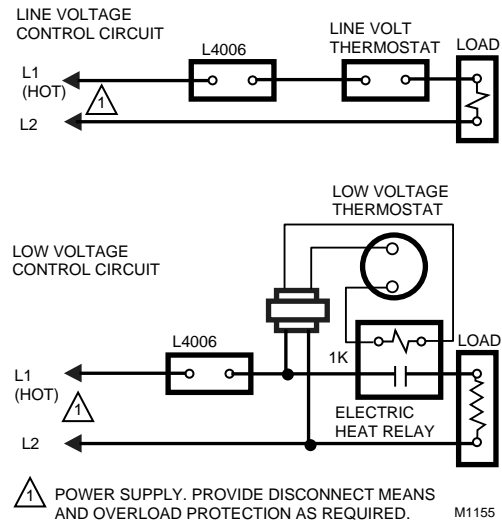 LINE VOLTAGE
CONTROL CIRCUIT
L4006
LINE VOLT
THERMOSTAT
LOAD
L1
(HOT)
1
L2
LOW VOLTAGE
THERMOSTAT
LOW VOLTAGE
CONTROL CIRCUIT
L4006
1K
LOAD
L1
(HOT)
1
ELECTRIC
HEAT RELAY
L2
1 POWER SUPPLY. PROVIDE DISCONNECT MEANS
AND OVERLOAD PROTECTION AS REQUIRED.
M1155